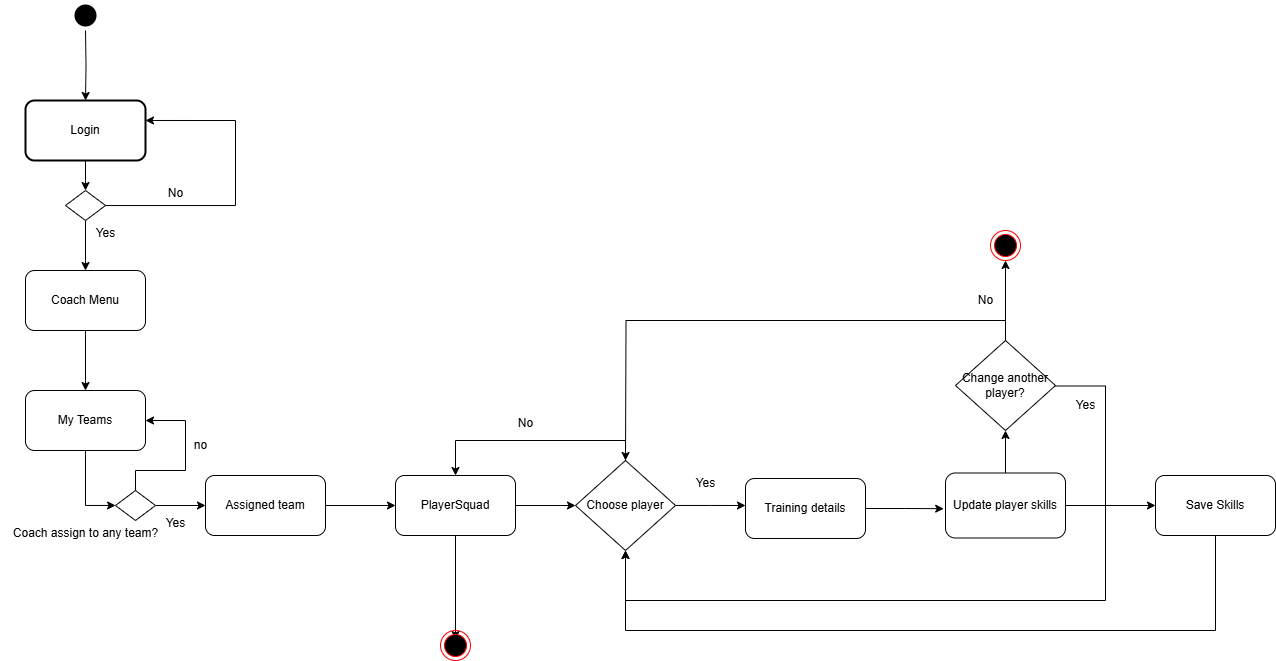 Login
No
Yes
Coach Menu
My Teams
no
Coach assign to any team?
Yes
Assigned team
PlayerSquad
No
Choose player
Yes
Training details
Update player skills
Save Skills
Change another
player?
No
Yes